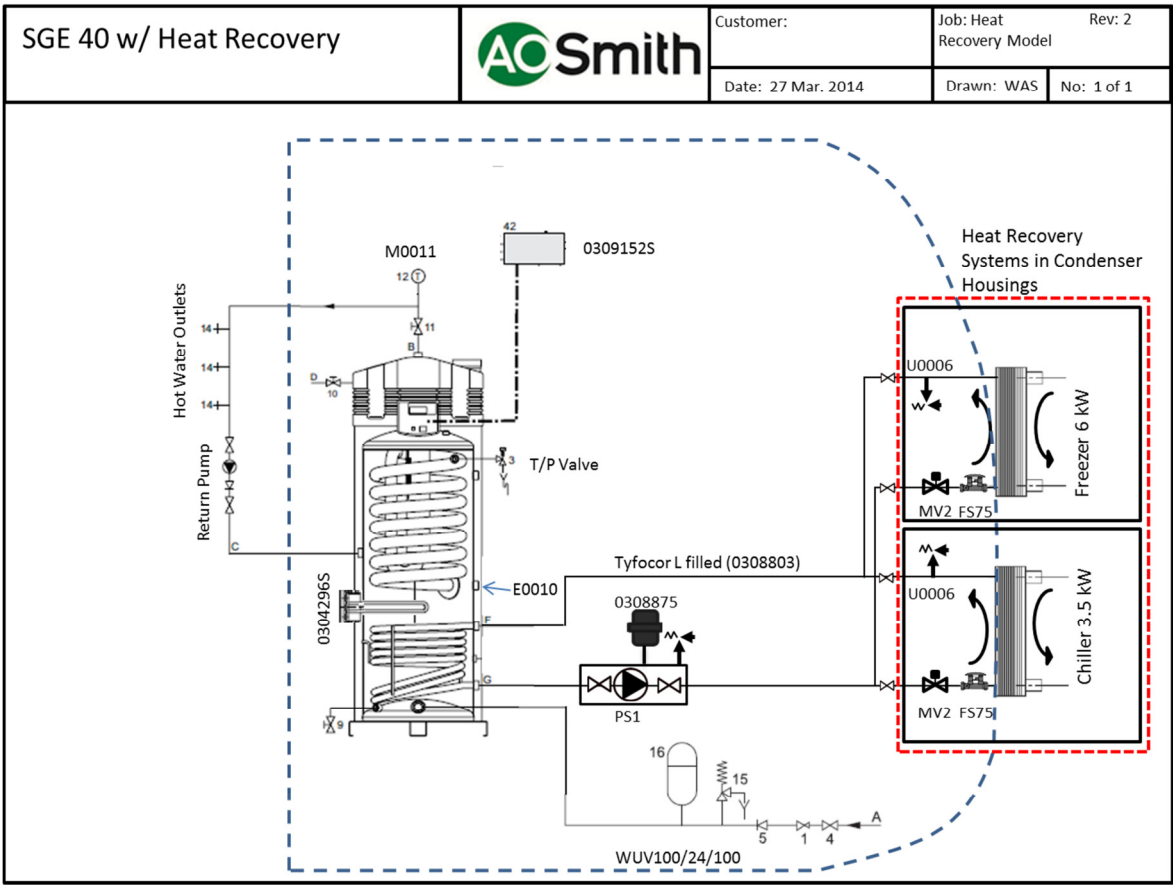 SGE 40 w/ Heat Recovery
AO Smith
Customer:
Job: Heat Recovery Model
Rev: 2
Date: 27 Mar. 2014
Drawn: WAS
No: 1 of 1
42
0309152S
M0011
12
T
Heat Recovery
Systems in Condenser
Housings
Hot Water Outlets
14
14
14
11
B
D
10
U0006
Freezer 6 kW
3
T/P Valve
Return Pump
MV2
FS75
C
Tyfocor L filled (0308803)
E0010
0304296S
F
0308875
U0006
Chiller 3.5 kW
G
PS1
MV2
FS75
9
16
15
A
5
1
4
WUV100/24/100